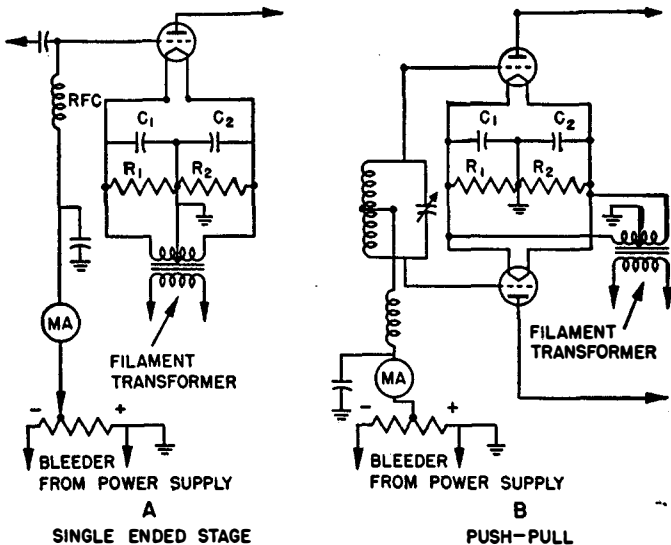 RFC
C1
C2
R1
R2
MA
FILAMENT
TRANSFORMER
- +
BLEEDER
FROM POWER SUPPLY
A
SINGLE ENDED STAGE
C1
C2
R1
R2
MA
FILAMENT
TRANSFORMER
- +
BLEEDER
FROM POWER SUPPLY
B
PUSH-PULL